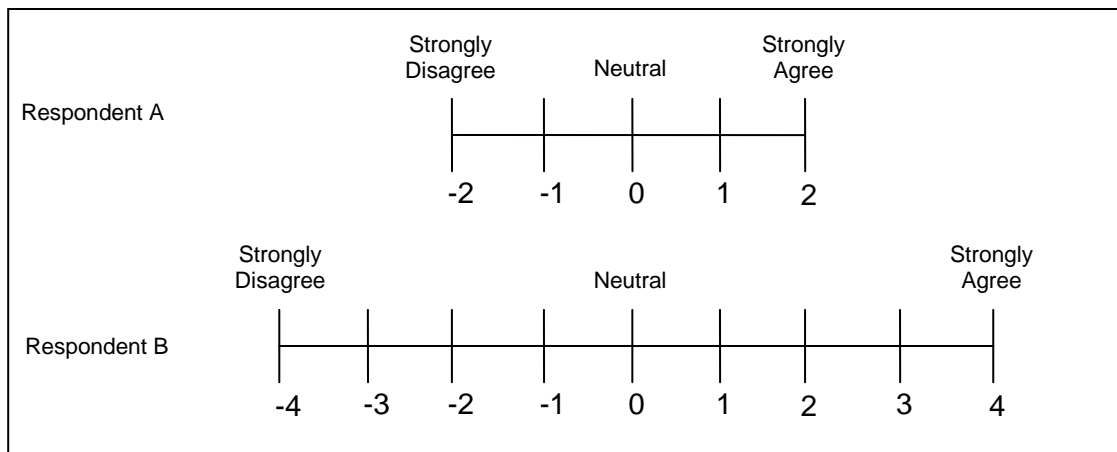 Strongly
Disagree
Neutral
Strongly
Agree
Respondent A
-2 -1 0 1 2
Strongly
Disagree
Neutral
Strongly
Agree
Respondent B
-4 -3 -2 -1 0 1 2 3 4